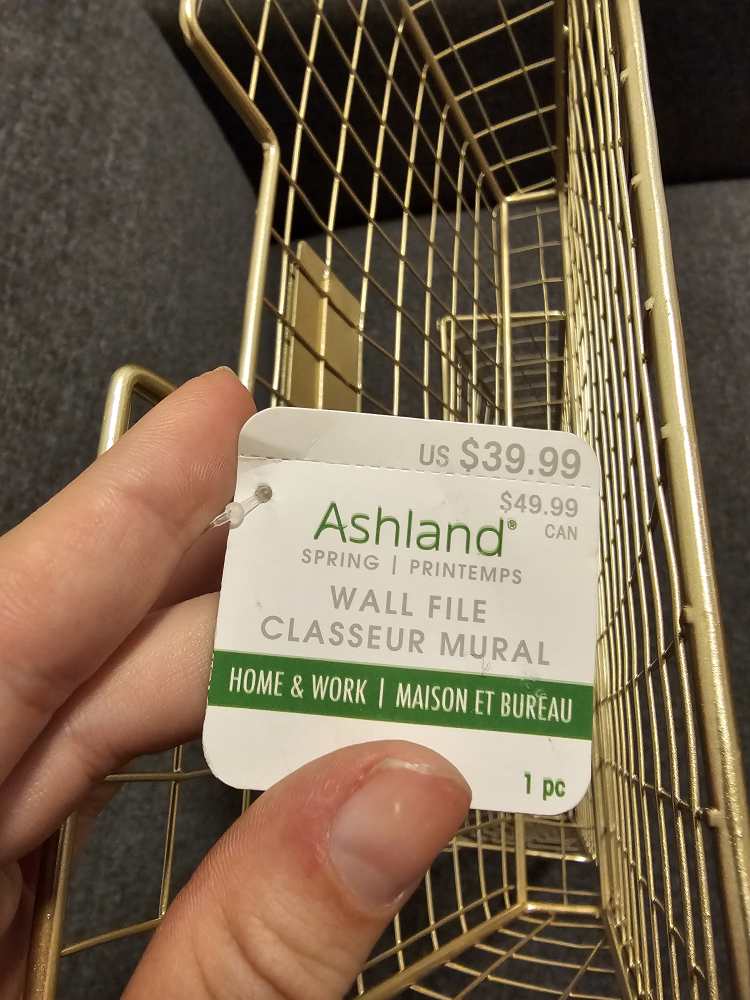 US $39.99
$49.99
CAN
Ashland®
SPRING | PRINTEMPS
WALL FILE
CLASSEUR MURAL
HOME & WORK | MAISON ET BUREAU
1 pc